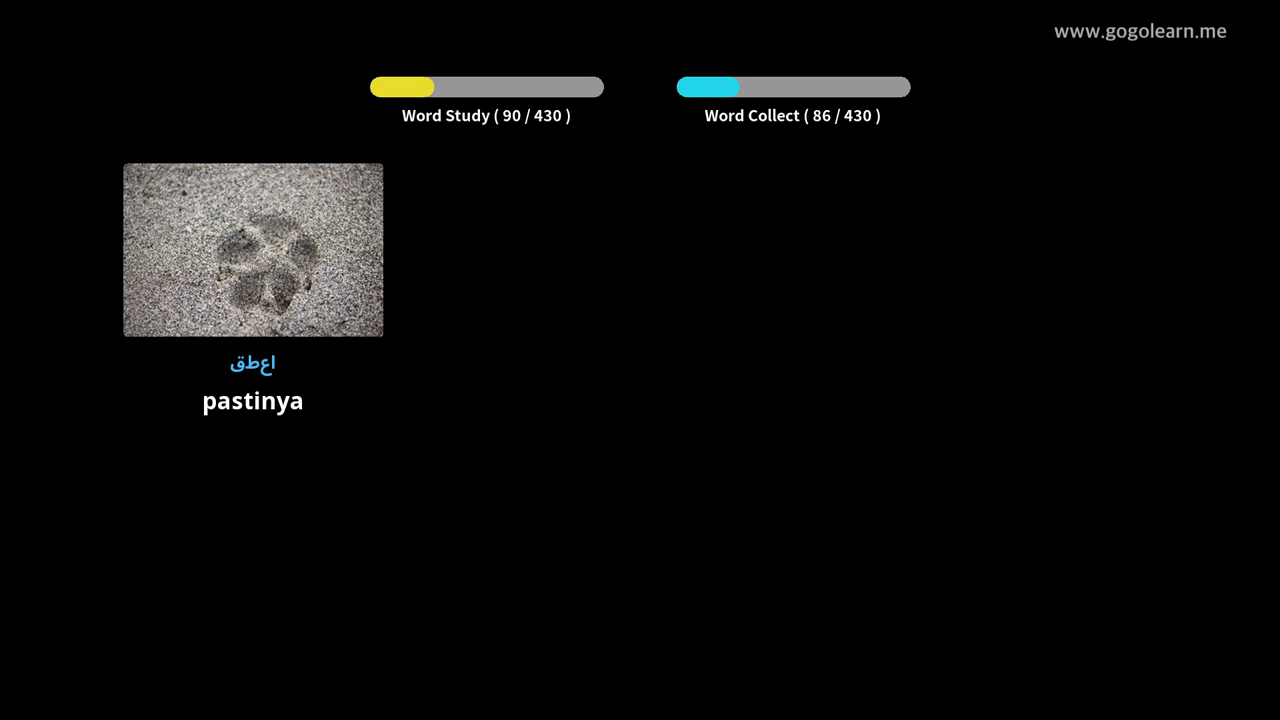 www.gogolearn.me
Word Study ( 90 / 430 )
Word Collect ( 86 / 430 )
اعطق
pastinya